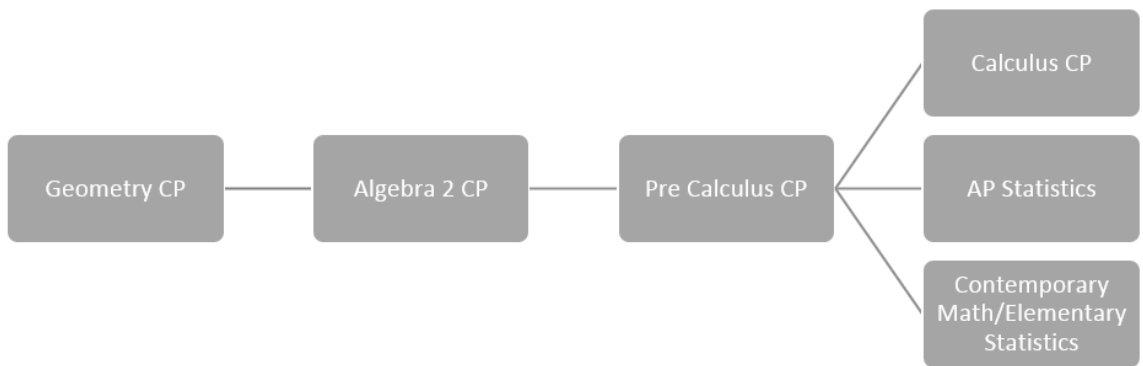 Geometry CP
Algebra 2 CP
Pre Calculus CP
Calculus CP
AP Statistics
Contemporary
Math/Elementary
Statistics